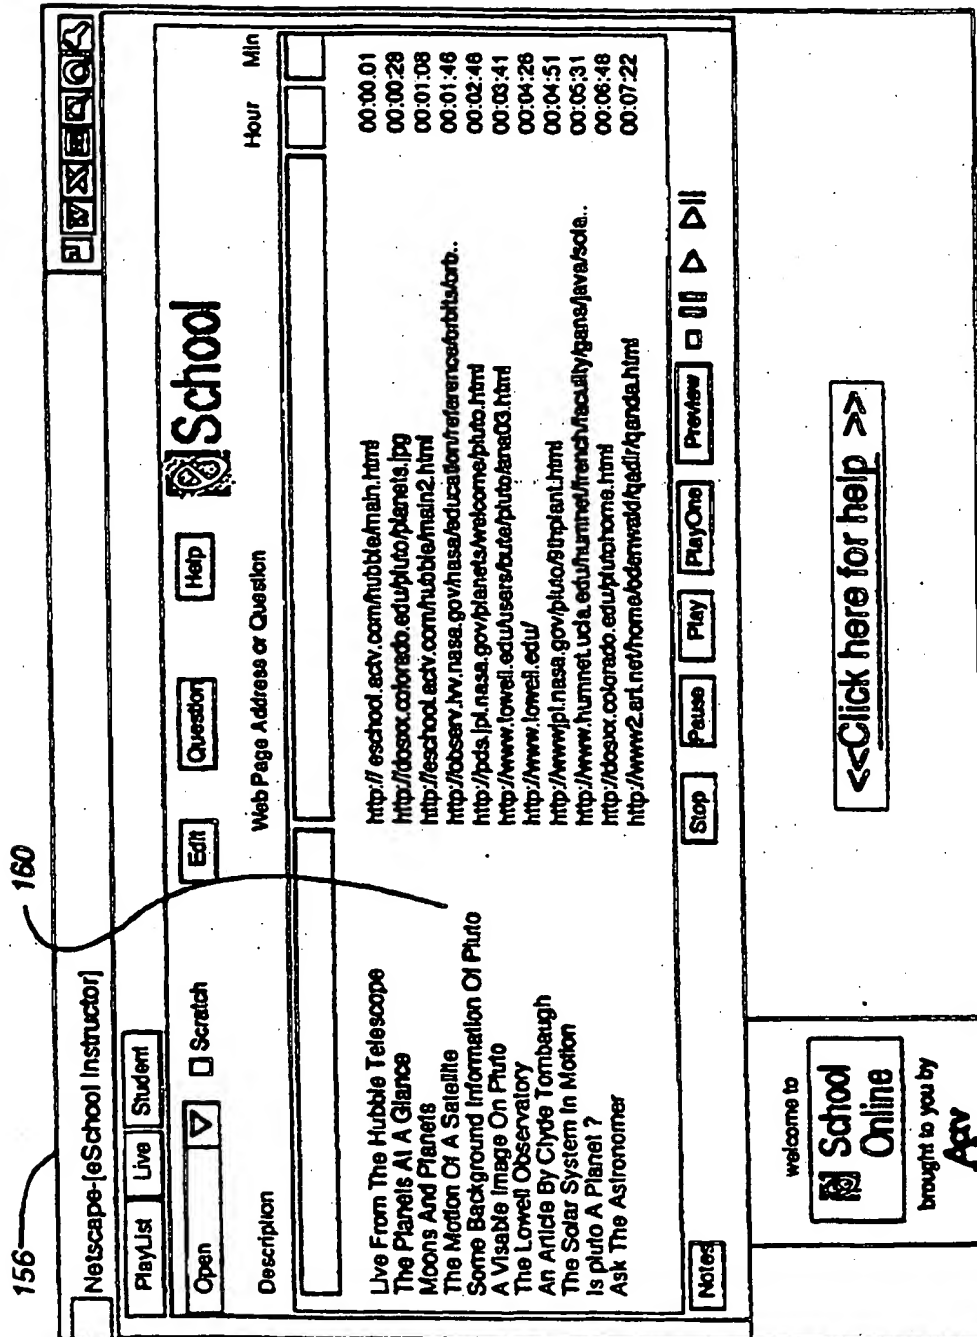 156
160
Netscape-[eSchool Instructor]
PlayList Live Student
Open Scratch Edit Question Help School
Description Web Page Address or Question Hour Min
Live From The Hubble Telescope http:// eschool.actv.com/hubble/main.html 00:00.01
The Planets At A Glance http://dosxx.colorado.edu/pluto/planets.jpg 00:00:28
Moons And Planets http://eschool.actv.com/hubble/main2.html 00:01:08
The Motion Of A Satellite http://observ.ivv.nasa.gov/nasa/education/reference/orbits/orb.. 00:01:46
Some Background Information Of Pluto http://pds.jpl.nasa.gov/planets/welcome/pluto.html 00:02:46
A Visable Image On Pluto http://www.lowell.edu/users/buie/pluto/ana03.html 00:03:41
The Lowell Observatory http://www.lowell.edu/ 00:04:26
An Article By Clyde Tombaugh http://wwwjpl.nasa.gov/pluto/9thplant.html 00:04:51
The Solar System In Motion http://www.humnet.ucla.edu/humnet/french/faculty/gans/java/sola.. 00:05:31
Is pluto A Planet ? http://dosxx.colorado.edu/plutohome.html 00:06:48
Ask The Astronomer http://www2.ari.net/home/odenwald/qadir/qanda.html 00:07:22
Notes Stop Pause Play PlayOne Preview
welcome to
School
Online
brought to you by
<<Click here for help >>